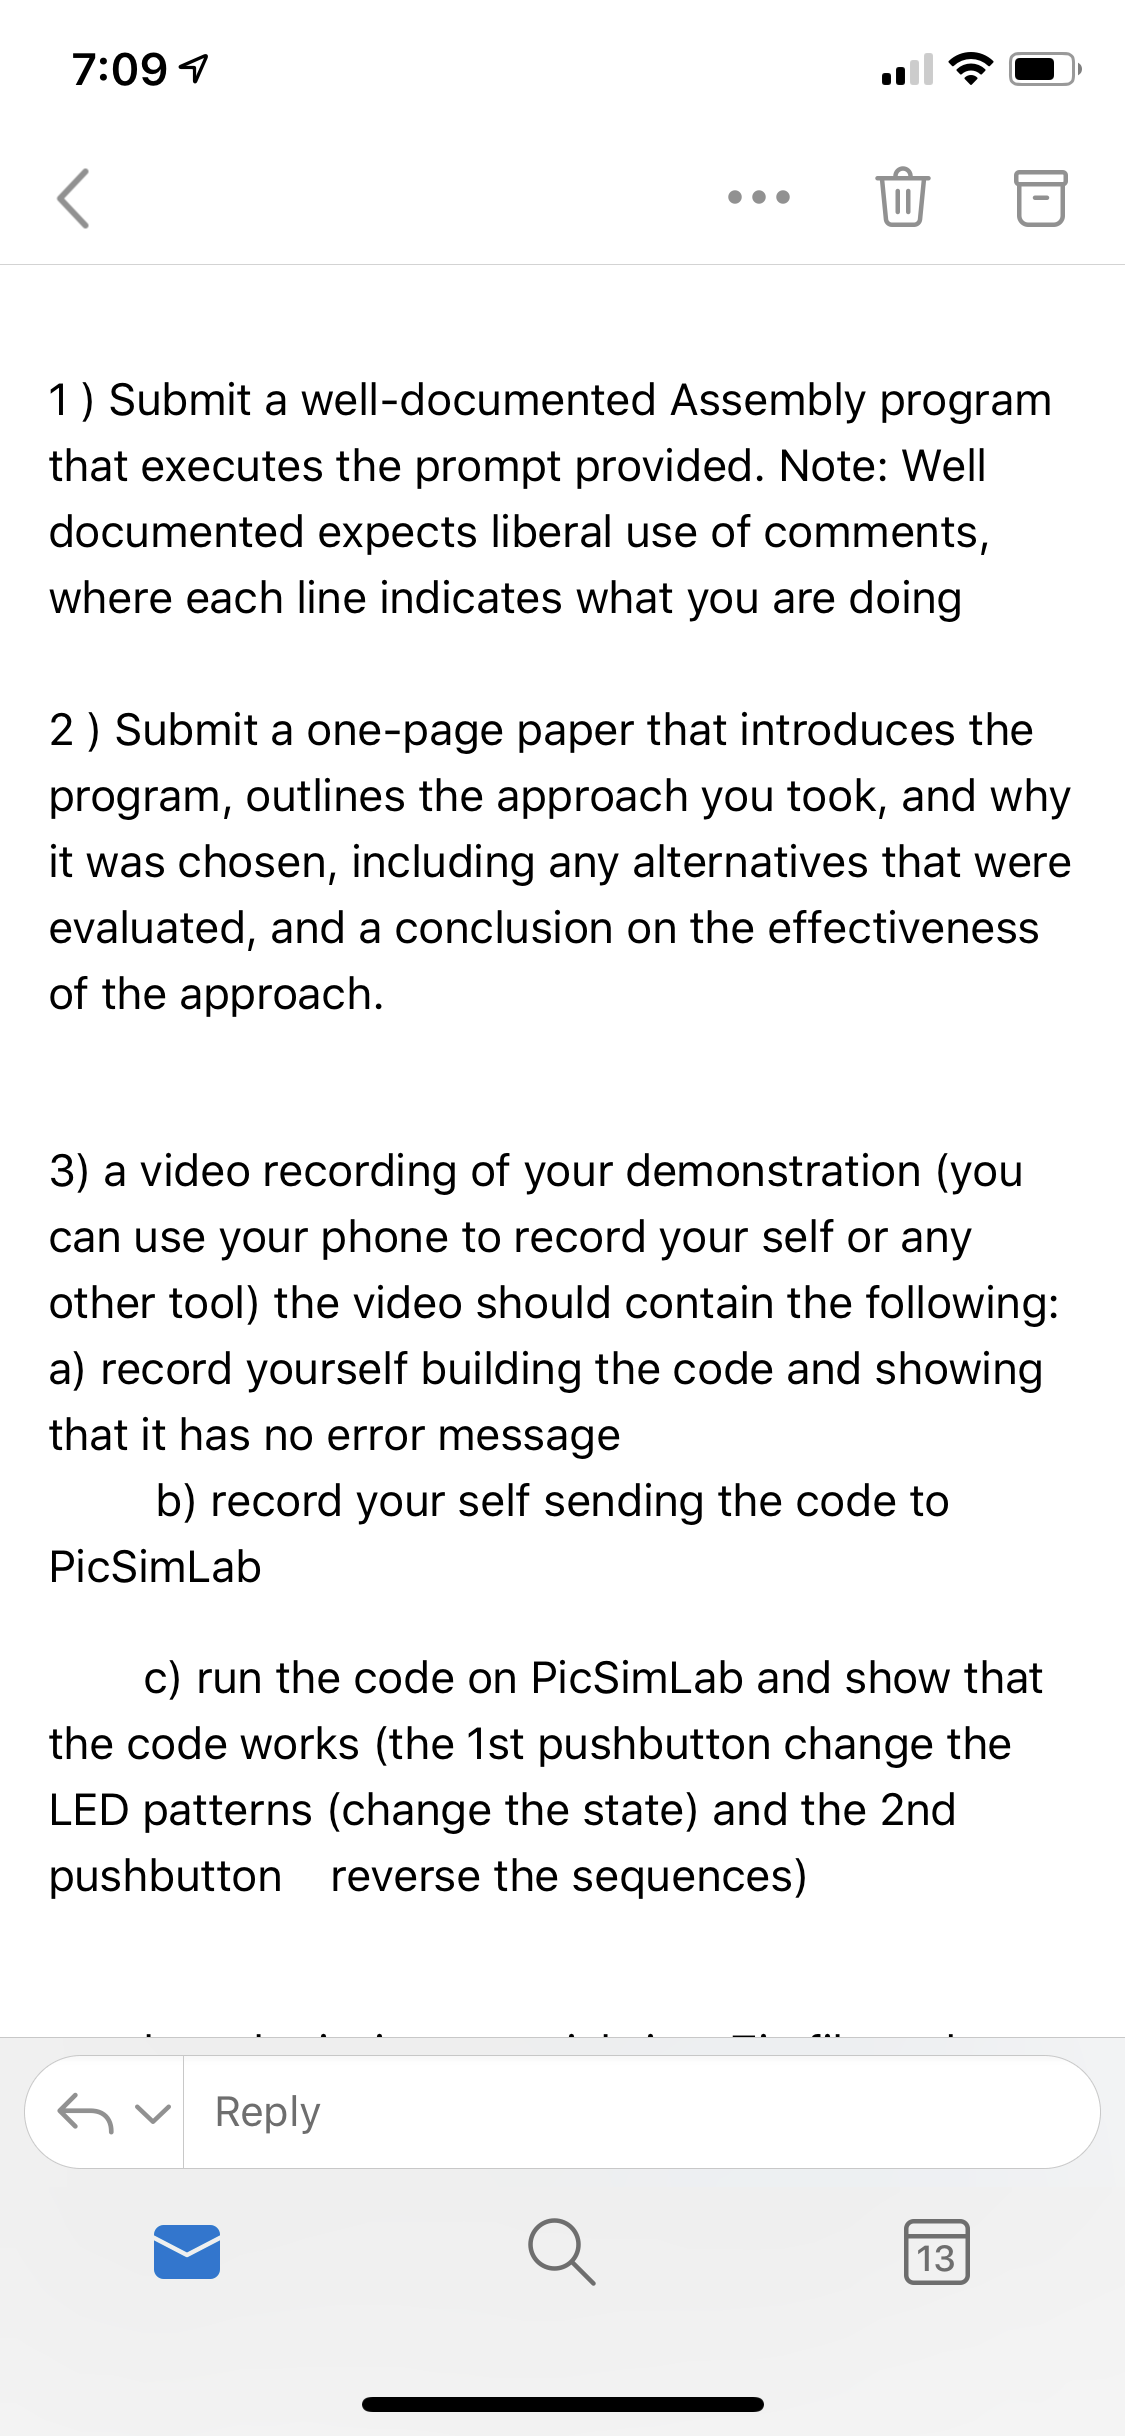 7:09
1 ) Submit a well-documented Assembly program
that executes the prompt provided. Note: Well
documented expects liberal use of comments,
where each line indicates what you are doing
2 ) Submit a one-page paper that introduces the
program, outlines the approach you took, and why
it was chosen, including any alternatives that were
evaluated, and a conclusion on the effectiveness
of the approach.
3) a video recording of your demonstration (you
can use your phone to record your self or any
other tool) the video should contain the following:
a) record yourself building the code and showing
that it has no error message
b) record your self sending the code to
PicSimLab
c) run the code on PicSimLab and show that
the code works (the 1st pushbutton change the
LED patterns (change the state) and the 2nd
pushbutton reverse the sequences)
Reply
13